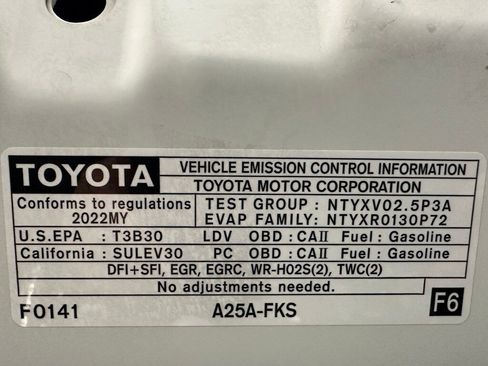 TOYOTA
VEHICLE EMISSION CONTROL INFORMATION
TOYOTA MOTOR CORPORATION
Conforms to regulations
2022MY
TEST GROUP : NTYXV02.5P3A
EVAP FAMILY: NTYXR0130P72
U.S.EPA : T3B30 LDV OBD : CAⅡ Fuel : Gasoline
California : SULEV30 PC OBD : CAⅡ Fuel : Gasoline
DFI+SFI, EGR, EGRC, WR-HO2S(2), TWC(2)
No adjustments needed.
F0141 A25A-FKS F6